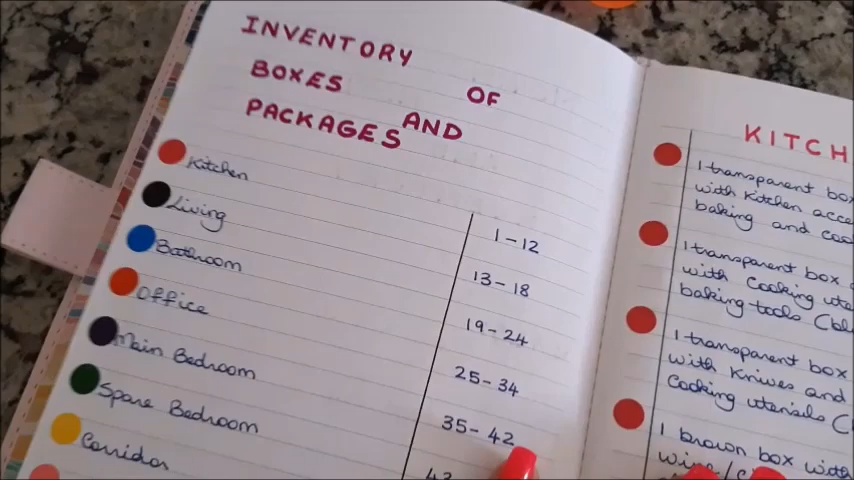 INVENTORY OF
BOXES AND
PACKAGES
Kitchen 1-12
Living 13-18
Bathroom 19-24
Office 25-34
Main Bedroom 35-42
Spare Bedroom
Corridor
KITCH
1 transparent box
with Kitchen acce
baking and coo
1 transparent box
with Cooking ute
baking tools (bl
1 transparent box
with Knives and
Cooking utensils (
1 brown box with